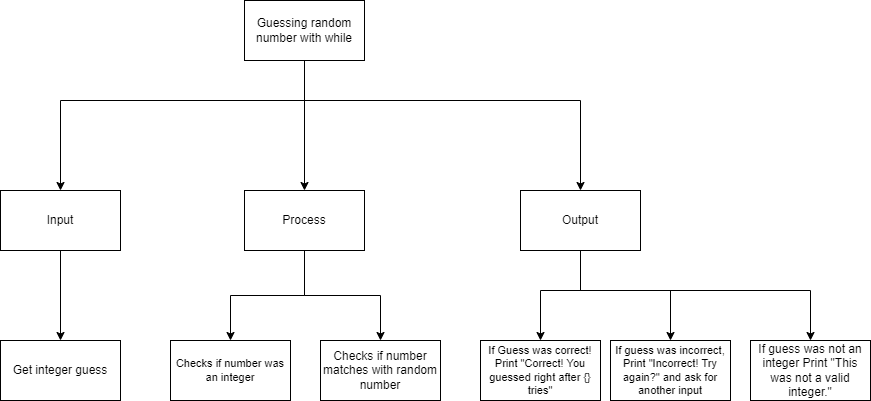 Guessing random
number with while
Input
Process
Output
Get integer guess
Checks if number was
an integer
Checks if number
matches with random
number
If Guess was correct!
Print "Correct! You
guessed right after {}
tries"
If guess was incorrect,
Print "Incorrect! Try
again?" and ask for
another input
If guess was not an
integer Print "This
was not a valid
integer."